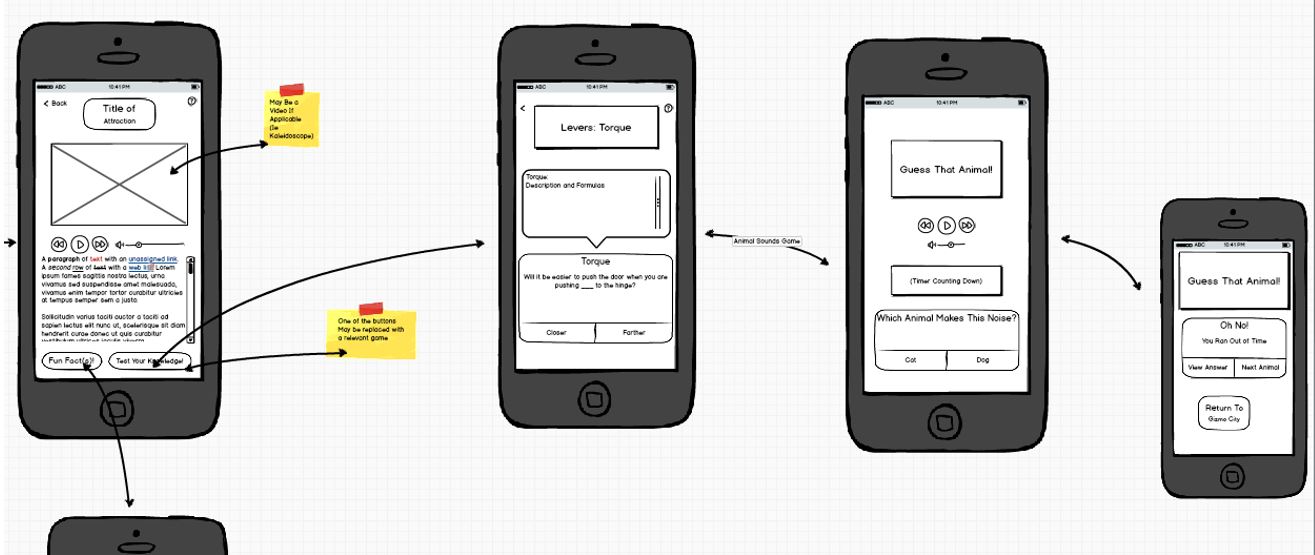 ABC 10:41 PM
< Back
Title of
Attraction
A paragraph of text with an unassigned link.
A second row of text with a web link Lorem
ipsum fames sagittis nostra lectus, urna
vivamus sed suspendisse amet malesuada,
vivamus enim tempor tortor curabitur ultricies
at tempus semper sem a justo.
Sollicitudin varius taciti auctor a taciti ad
sapien lectus elit nunc ut, scelerisque sit diam
hendrerit curae donec ut quis curabitur
Fun Fact(s)!
Test Your Knowledge!
May Be a
Video If
Applicable
(Ie
Kaleidoscope)
One of the buttons
May be replaced with
a relevant game
ABC 10:41 PM
<
?
Levers: Torque
Torque:
Description and Formulas
Torque
Will it be easier to push the door when you are
pushing ___ to the hinge?
Closer
Farther
Animal Sounds Game
ABC 10:41 PM
Guess That Animal!
(Timer Counting Down)
Which Animal Makes This Noise?
Cat
Dog
ABC 10:41 PM
Guess That Animal!
Oh No!
You Ran Out of Time
View Answer
Next Animal
Return To
Game City